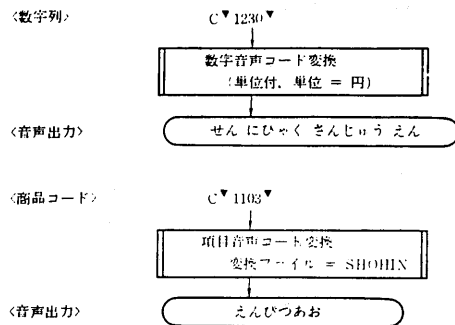 〈数字列〉
C▼1230▼
数字音声コード変換
(単位付, 単位 = 円)
〈音声出力〉
せん にひゃく さんじゅう えん
〈商品コード〉
C▼1103▼
項目音声コード変換
変換ファイル = SHOHIN
〈音声出力〉
えんぴつあお